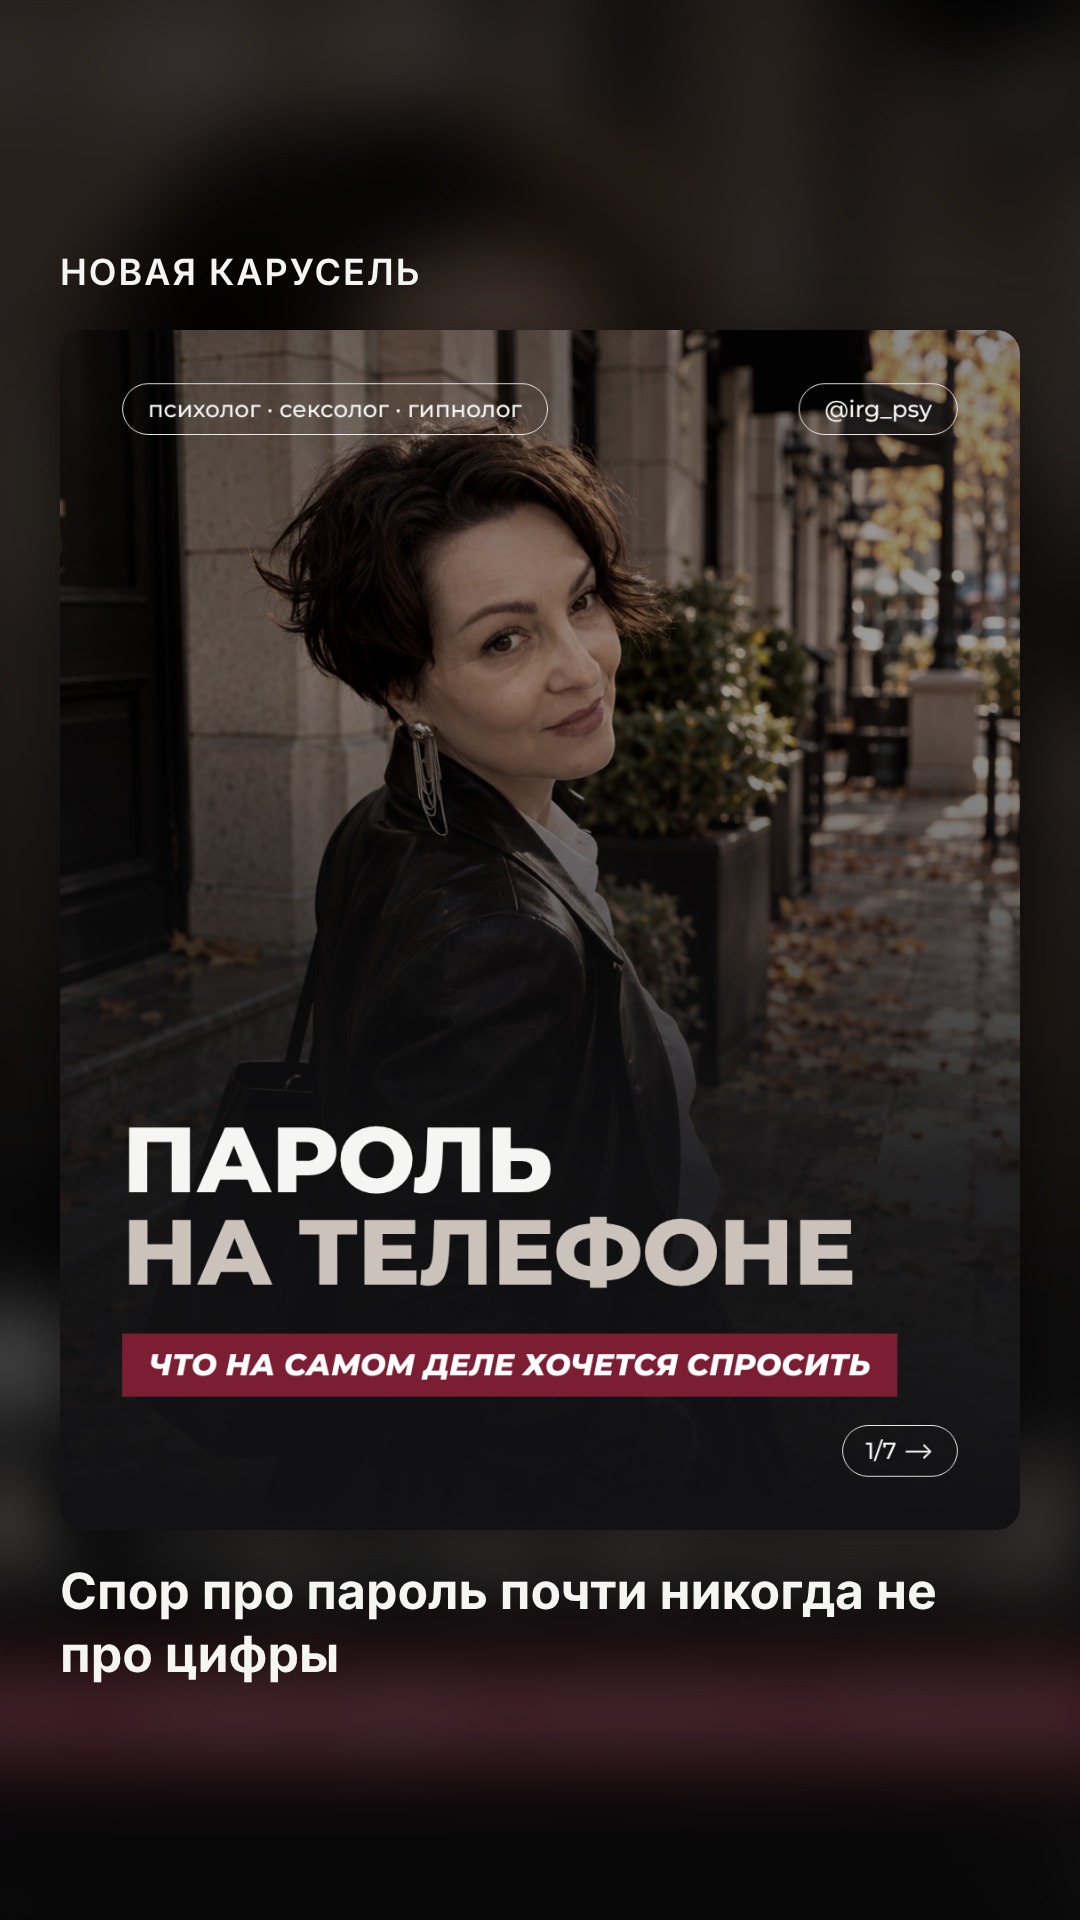 НОВАЯ КАРУСЕЛЬ
психолог · сексолог · гипнолог
@irg_psy
ПАРОЛЬ
НА ТЕЛЕФОНЕ
ЧТО НА САМОМ ДЕЛЕ ХОЧЕТСЯ СПРОСИТЬ
1/7 →
Спор про пароль почти никогда не
про цифры